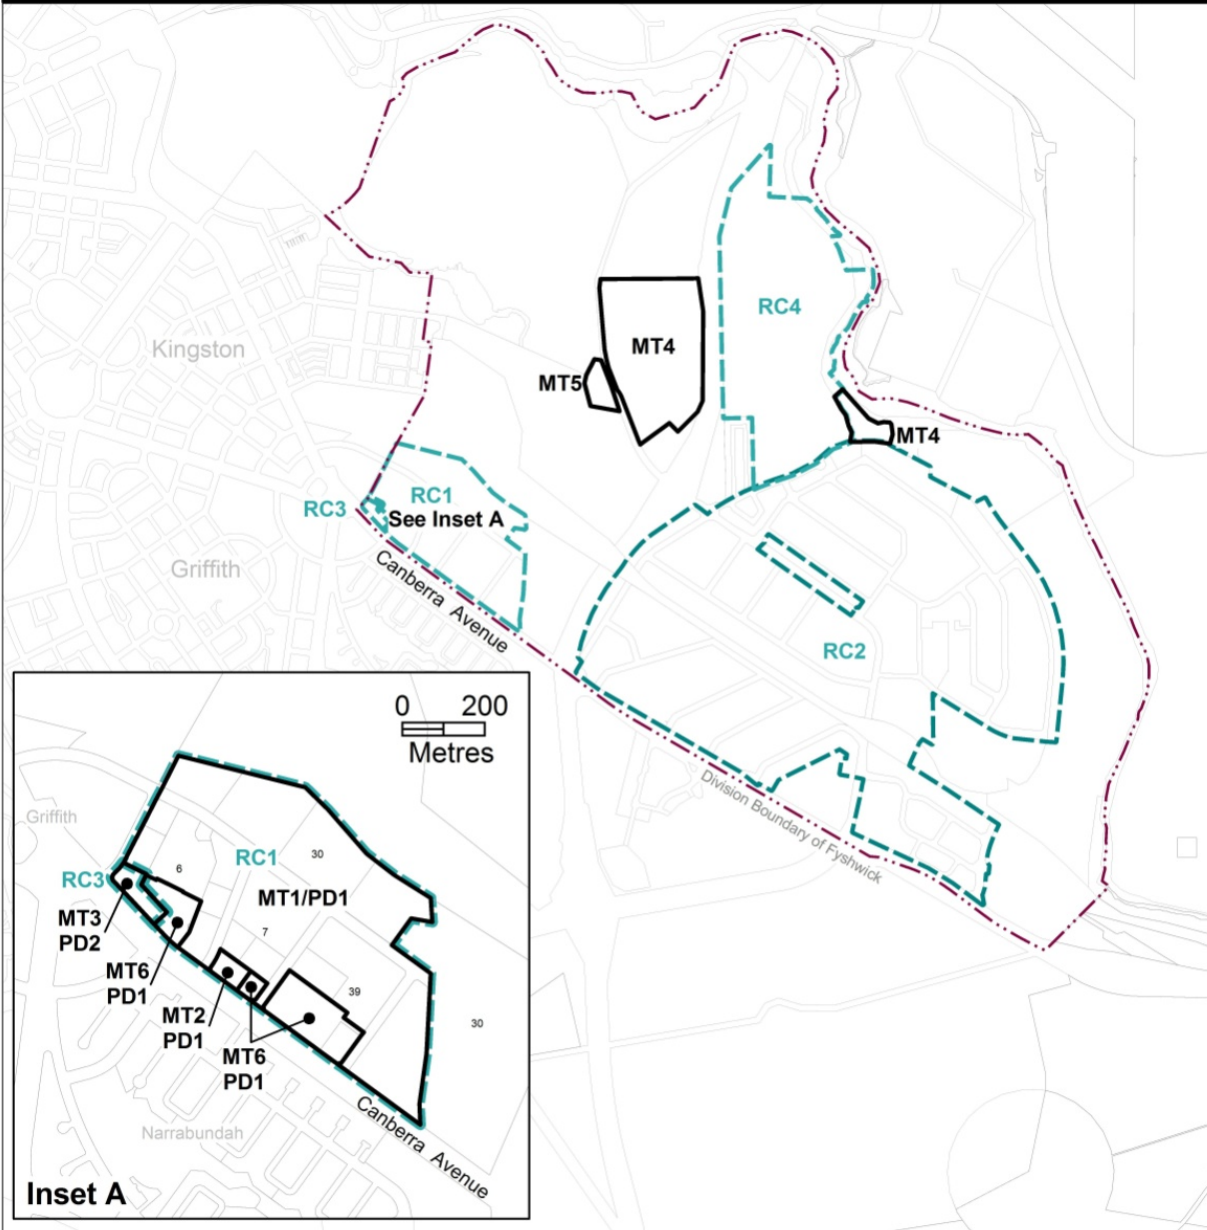 Kingston
RC4
MT4
MT5
MT4
RC1
RC3
See Inset A
Griffith
Canberra Avenue
RC2
Division Boundary of Fyshwick
0 200
Metres
Griffith
RC1
30
6
RC3
MT1/PD1
MT3
PD2
7
MT6
PD1
39
MT2
PD1
30
MT6
PD1
Canberra Avenue
Narrabundah
Inset A